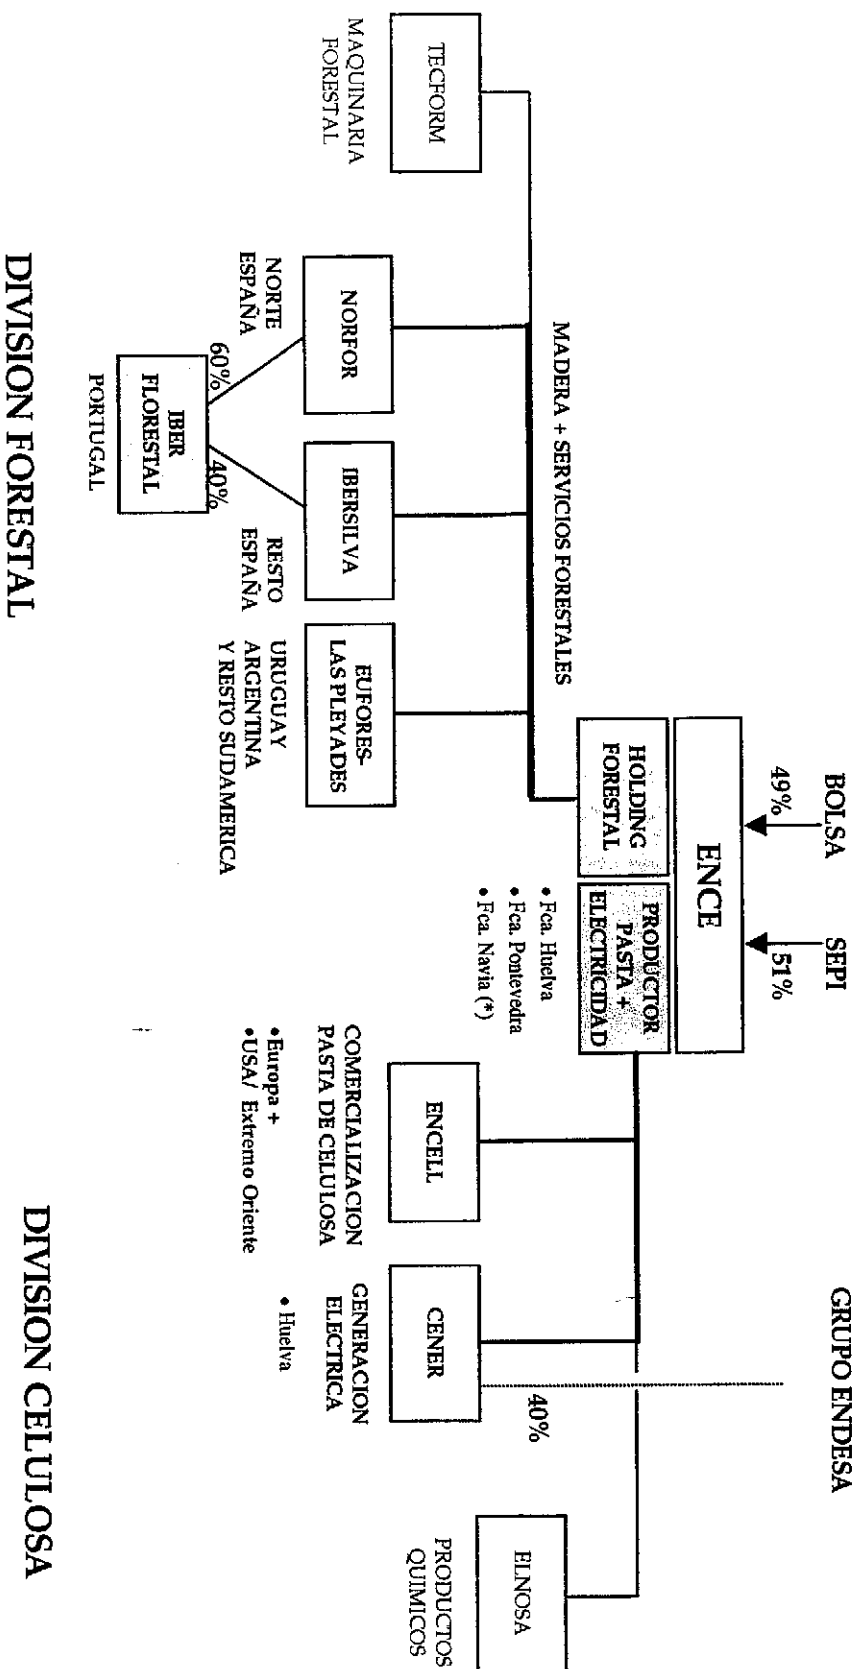 BOLSA
SEPI
GRUPO ENDESA
49%
51%
ENCE
HOLDING
FORESTAL
PRODUCTOR
PASTA +
ELECTRICIDAD
MADERA + SERVICIOS FORESTALES
• Fca. Huelva
• Fca. Pontevedra
• Fca. Navia (*)
TECFORM
MAQUINARIA
FORESTAL
NORFOR
NORTE
ESPAÑA
IBERSILVA
RESTO
ESPAÑA
EUFORES-
LAS PLEYADES
URUGUAY
ARGENTINA
Y RESTO SUDAMERICA
60%
40%
IBER
FLORESTAL
PORTUGAL
ENCELL
COMERCIALIZACION
PASTA DE CELULOSA
• Europa +
• USA/ Extremo Oriente
CENER
40%
GENERACION
ELECTRICA
• Huelva
ELNOSA
PRODUCTOS
QUIMICOS
DIVISION FORESTAL
DIVISION CELULOSA